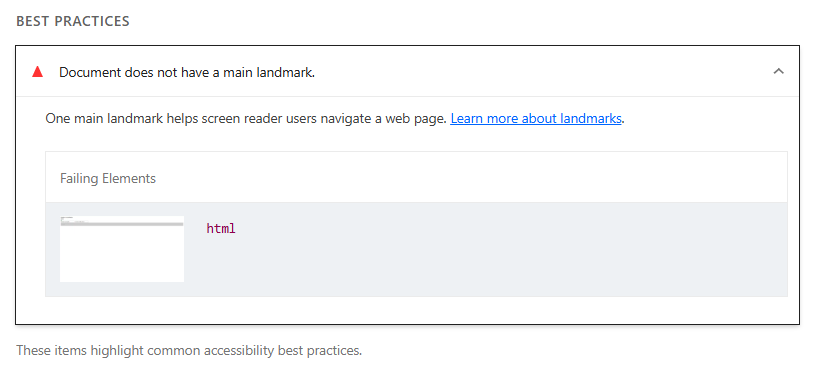 BEST PRACTICES
Document does not have a main landmark.
One main landmark helps screen reader users navigate a web page. Learn more about landmarks.
Failing Elements
html
These items highlight common accessibility best practices.